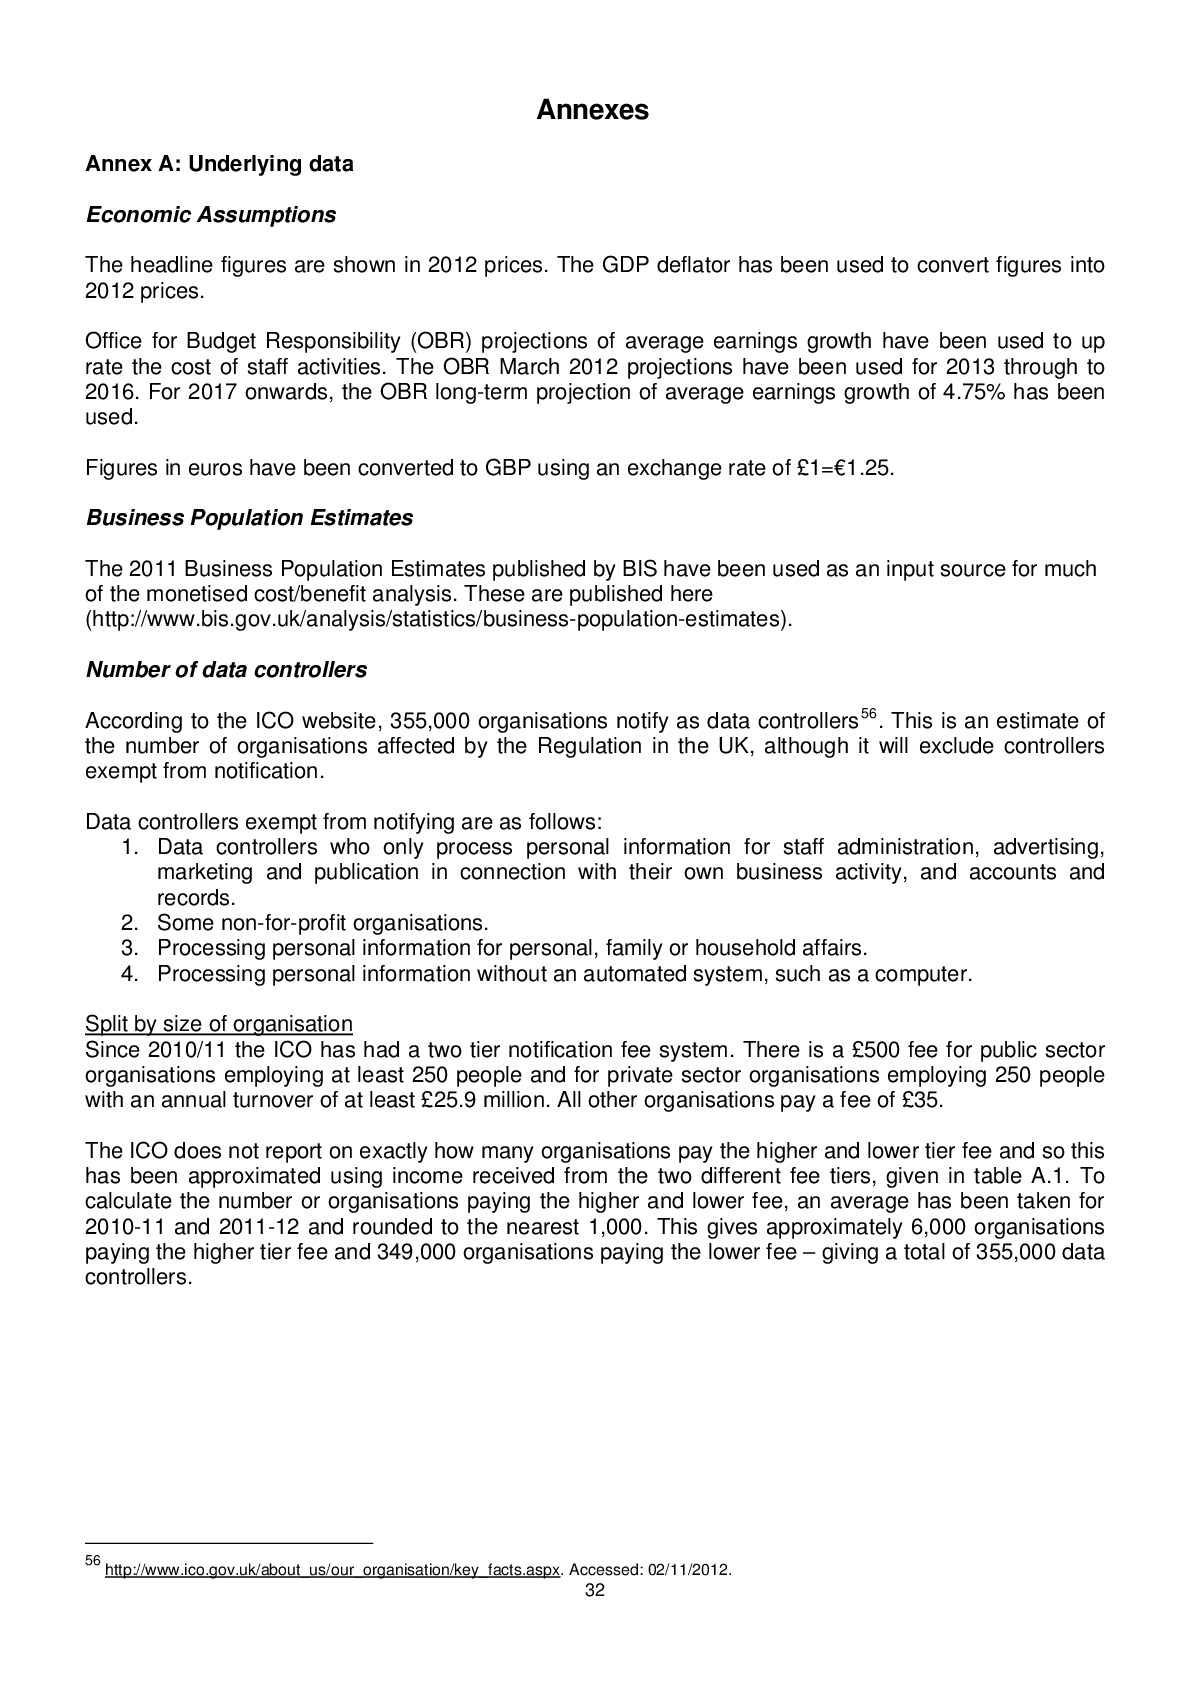 Annexes
Annex A: Underlying data
Economic Assumptions
The headline figures are shown in 2012 prices. The GDP deflator has been used to convert figures into
2012 prices.
Office for Budget Responsibility (OBR) projections of average earnings growth have been used to up
rate the cost of staff activities. The OBR March 2012 projections have been used for 2013 through to
2016. For 2017 onwards, the OBR long-term projection of average earnings growth of 4.75% has been
used.
Figures in euros have been converted to GBP using an exchange rate of £1=€1.25.
Business Population Estimates
The 2011 Business Population Estimates published by BIS have been used as an input source for much
of the monetised cost/benefit analysis. These are published here
(http://www.bis.gov.uk/analysis/statistics/business-population-estimates).
Number of data controllers
According to the ICO website, 355,000 organisations notify as data controllers56. This is an estimate of
the number of organisations affected by the Regulation in the UK, although it will exclude controllers
exempt from notification.
Data controllers exempt from notifying are as follows:
1. Data controllers who only process personal information for staff administration, advertising,
marketing and publication in connection with their own business activity, and accounts and
records.
2. Some non-for-profit organisations.
3. Processing personal information for personal, family or household affairs.
4. Processing personal information without an automated system, such as a computer.
Split by size of organisation
Since 2010/11 the ICO has had a two tier notification fee system. There is a £500 fee for public sector
organisations employing at least 250 people and for private sector organisations employing 250 people
with an annual turnover of at least £25.9 million. All other organisations pay a fee of £35.
The ICO does not report on exactly how many organisations pay the higher and lower tier fee and so this
has been approximated using income received from the two different fee tiers, given in table A.1. To
calculate the number or organisations paying the higher and lower fee, an average has been taken for
2010-11 and 2011-12 and rounded to the nearest 1,000. This gives approximately 6,000 organisations
paying the higher tier fee and 349,000 organisations paying the lower fee – giving a total of 355,000 data
controllers.
56 http://www.ico.gov.uk/about_us/our_organisation/key_facts.aspx. Accessed: 02/11/2012.
32